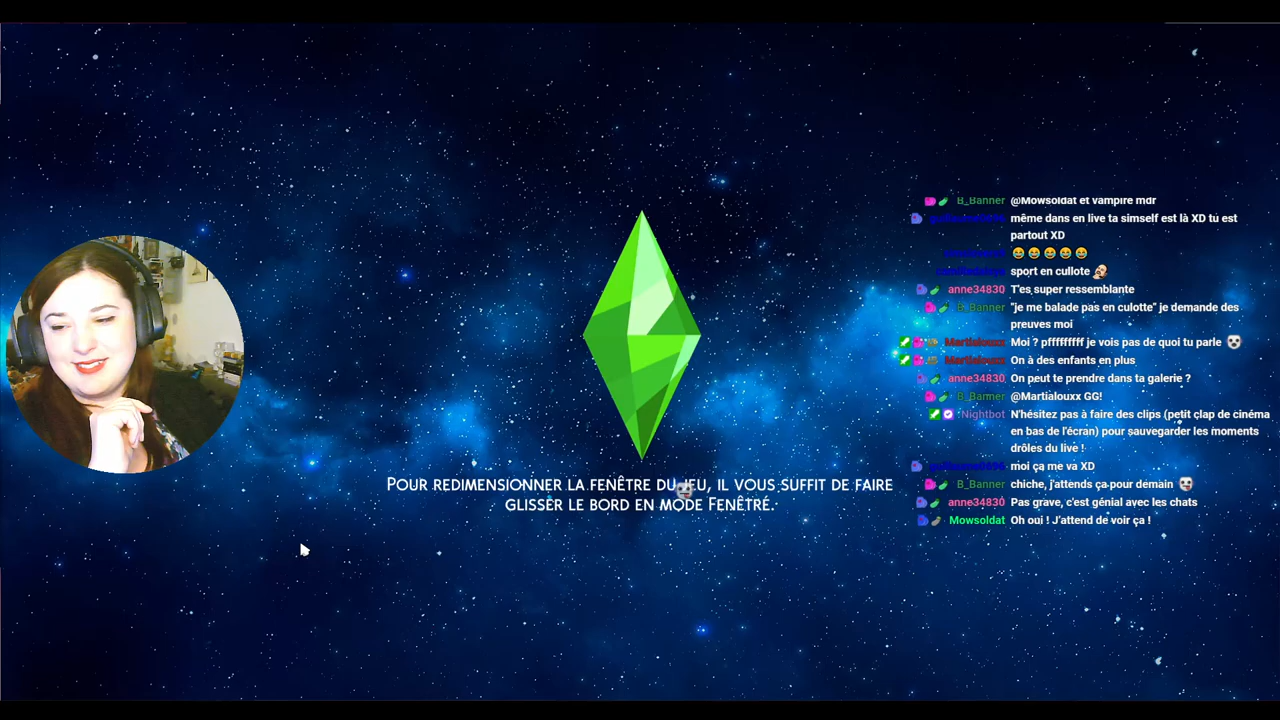 B_Banner @Mowsoldat et vampire mdr
même dans en live ta simself est là XD tu est
partout XD
sport en cullote
anne34830 T'es super ressemblante
B_Banner "je me balade pas en culotte" je demande des
preuves moi
Martialouxx Moi ? pfffffffff je vois pas de quoi tu parle
Martialouxx On à des enfants en plus
anne34830 On peut te prendre dans ta galerie ?
B_Banner @Martialouxx GG!
Nightbot N'hésitez pas à faire des clips (petit clap de cinéma
en bas de l'écran) pour sauvegarder les moments
drôles du live !
moi ça me va XD
B_Banner chiche, j'attends ça pour demain
anne34830 Pas grave, c'est génial avec les chats
Mowsoldat Oh oui ! J'attend de voir ça !
Pour redimensionner la fenêtre du jeu, il vous suffit de faire
glisser le bord en mode Fenêtré.